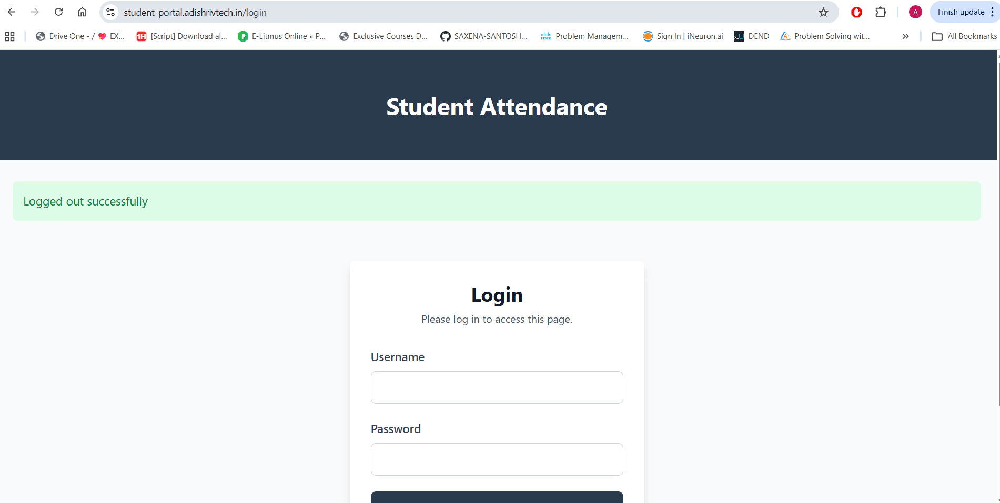 student-portal.adishrivtech.in/login
A
Finish update
Drive One - / 💖 EX...
1H
[Script] Download al...
P
E-Litmus Online » P...
Exclusive Courses D...
SAXENA-SANTOSH...
CISCO
Problem Managem...
Sign In | iNeuron.ai
DEND
Problem Solving wit...
»
All Bookmarks
Student Attendance
Logged out successfully
Login
Please log in to access this page.
Username
Password